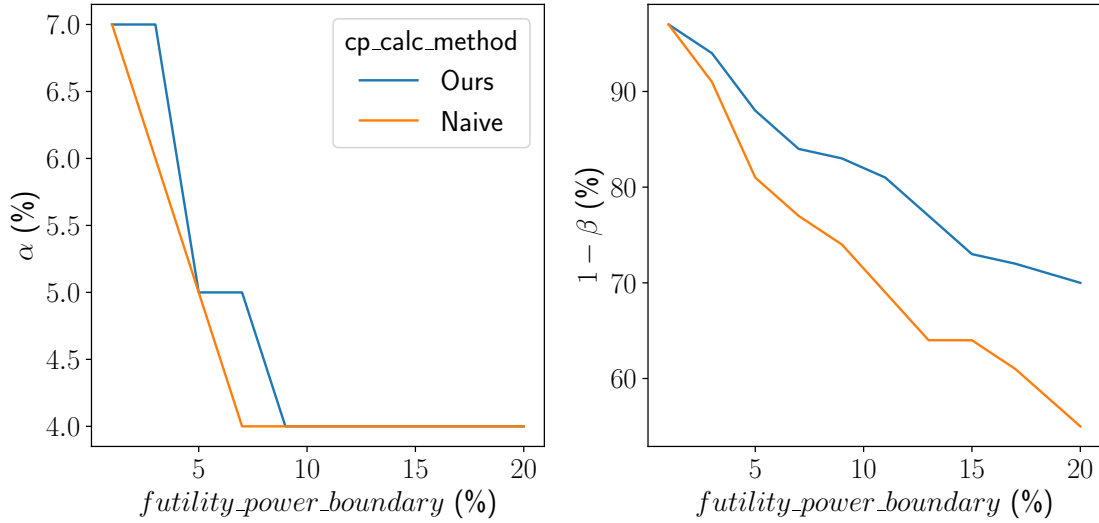 7.0
6.5
6.0
5.5
5.0
4.5
4.0
α (%)
5
10
15
20
futility_power_boundary (%)
cp_calc_method
Ours
Naive
90
80
70
60
1 − β (%)
5
10
15
20
futility_power_boundary (%)